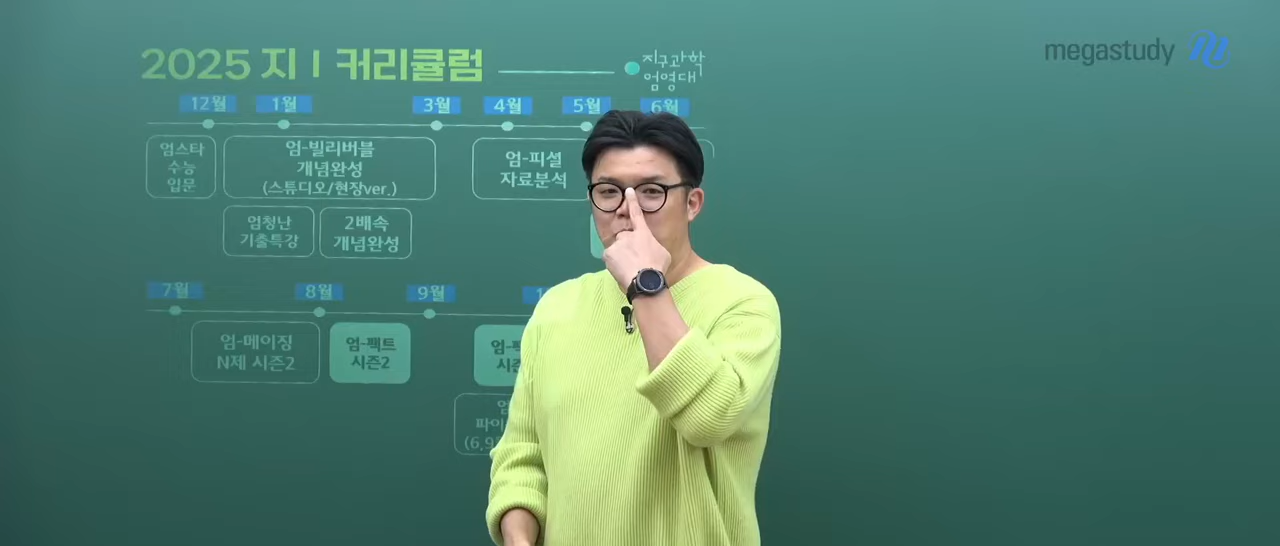 2025 지Ⅰ 커리큘럼
지구과학
엄영대
megastudy
12월 1월 3월 4월 5월 6월
엄스타
수능
입문
엄-빌리버블
개념완성
(스튜디오/현장ver.)
엄-피셜
자료분석
엄청난
기출특강
2배속
개념완성
7월 8월 9월
엄-메이징
N제 시즌2
엄-펙트
시즌2